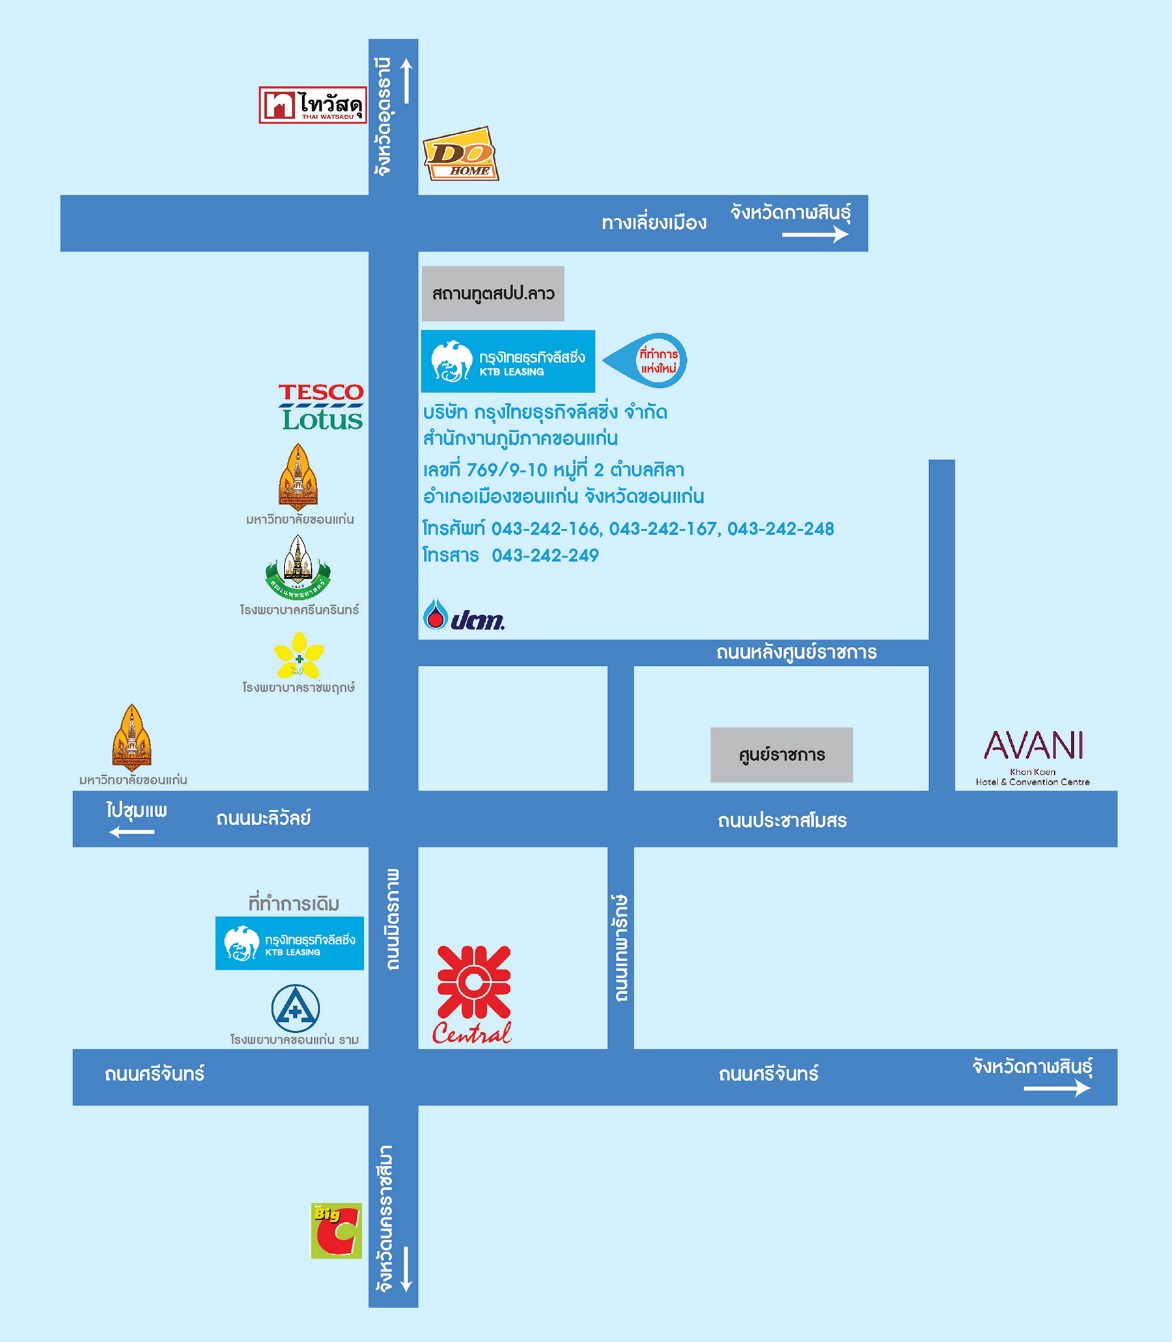 จังหวัดอุดรธานี
ไทวัสดุ
THAI WATSADU
DO
HOME
ทางเลี่ยงเมือง
จังหวัดกาฬสินธุ์
สถานทูตสปป.ลาว
กรุงไทยธุรกิจลีสซิ่ง
KTB LEASING
ที่ทำการ
แห่งใหม่
TESCO
Lotus
บริษัท กรุงไทยธุรกิจลีสซิ่ง จำกัด
สำนักงานภูมิภาคขอนแก่น
เลขที่ 769/9-10 หมู่ที่ 2 ตำบลศิลา
อำเภอเมืองขอนแก่น จังหวัดขอนแก่น
โทรศัพท์ 043-242-166, 043-242-167, 043-242-248
โทรสาร 043-242-249
มหาวิทยาลัยขอนแก่น
คณะแพทยศาสตร์
โรงพยาบาลศรีนครินทร์
ปตท.
ถนนหลังศูนย์ราชการ
โรงพยาบาลราชพฤกษ์
มหาวิทยาลัยขอนแก่น
ศูนย์ราชการ
AVANI
Khon Kaen
Hotel & Convention Centre
ไปชุมแพ
ถนนมะลิวัลย์
ถนนประชาสโมสร
ที่ทำการเดิม
กรุงไทยธุรกิจลีสซิ่ง
KTB LEASING
ถนนมิตรภาพ
ถนนเทพารักษ์
Central
โรงพยาบาลขอนแก่น ราม
ถนนศรีจันทร์
ถนนศรีจันทร์
จังหวัดกาฬสินธุ์
จังหวัดนครราชสีมา
Big
C